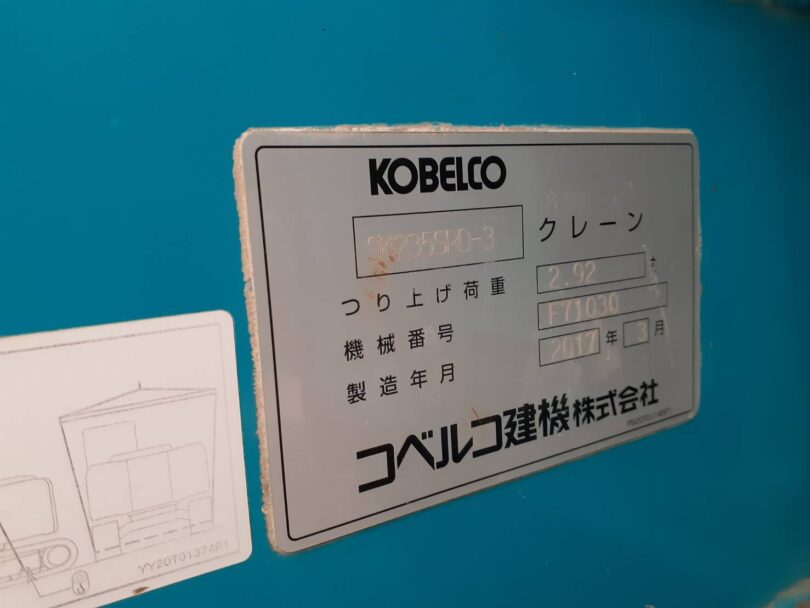 KOBELCO
SK235SRD-3 クレーン
つり上げ荷重 2.92 t
機械番号 F71030
製造年月 2017 年 3 月
コベルコ建機株式会社
YY20T01374P1